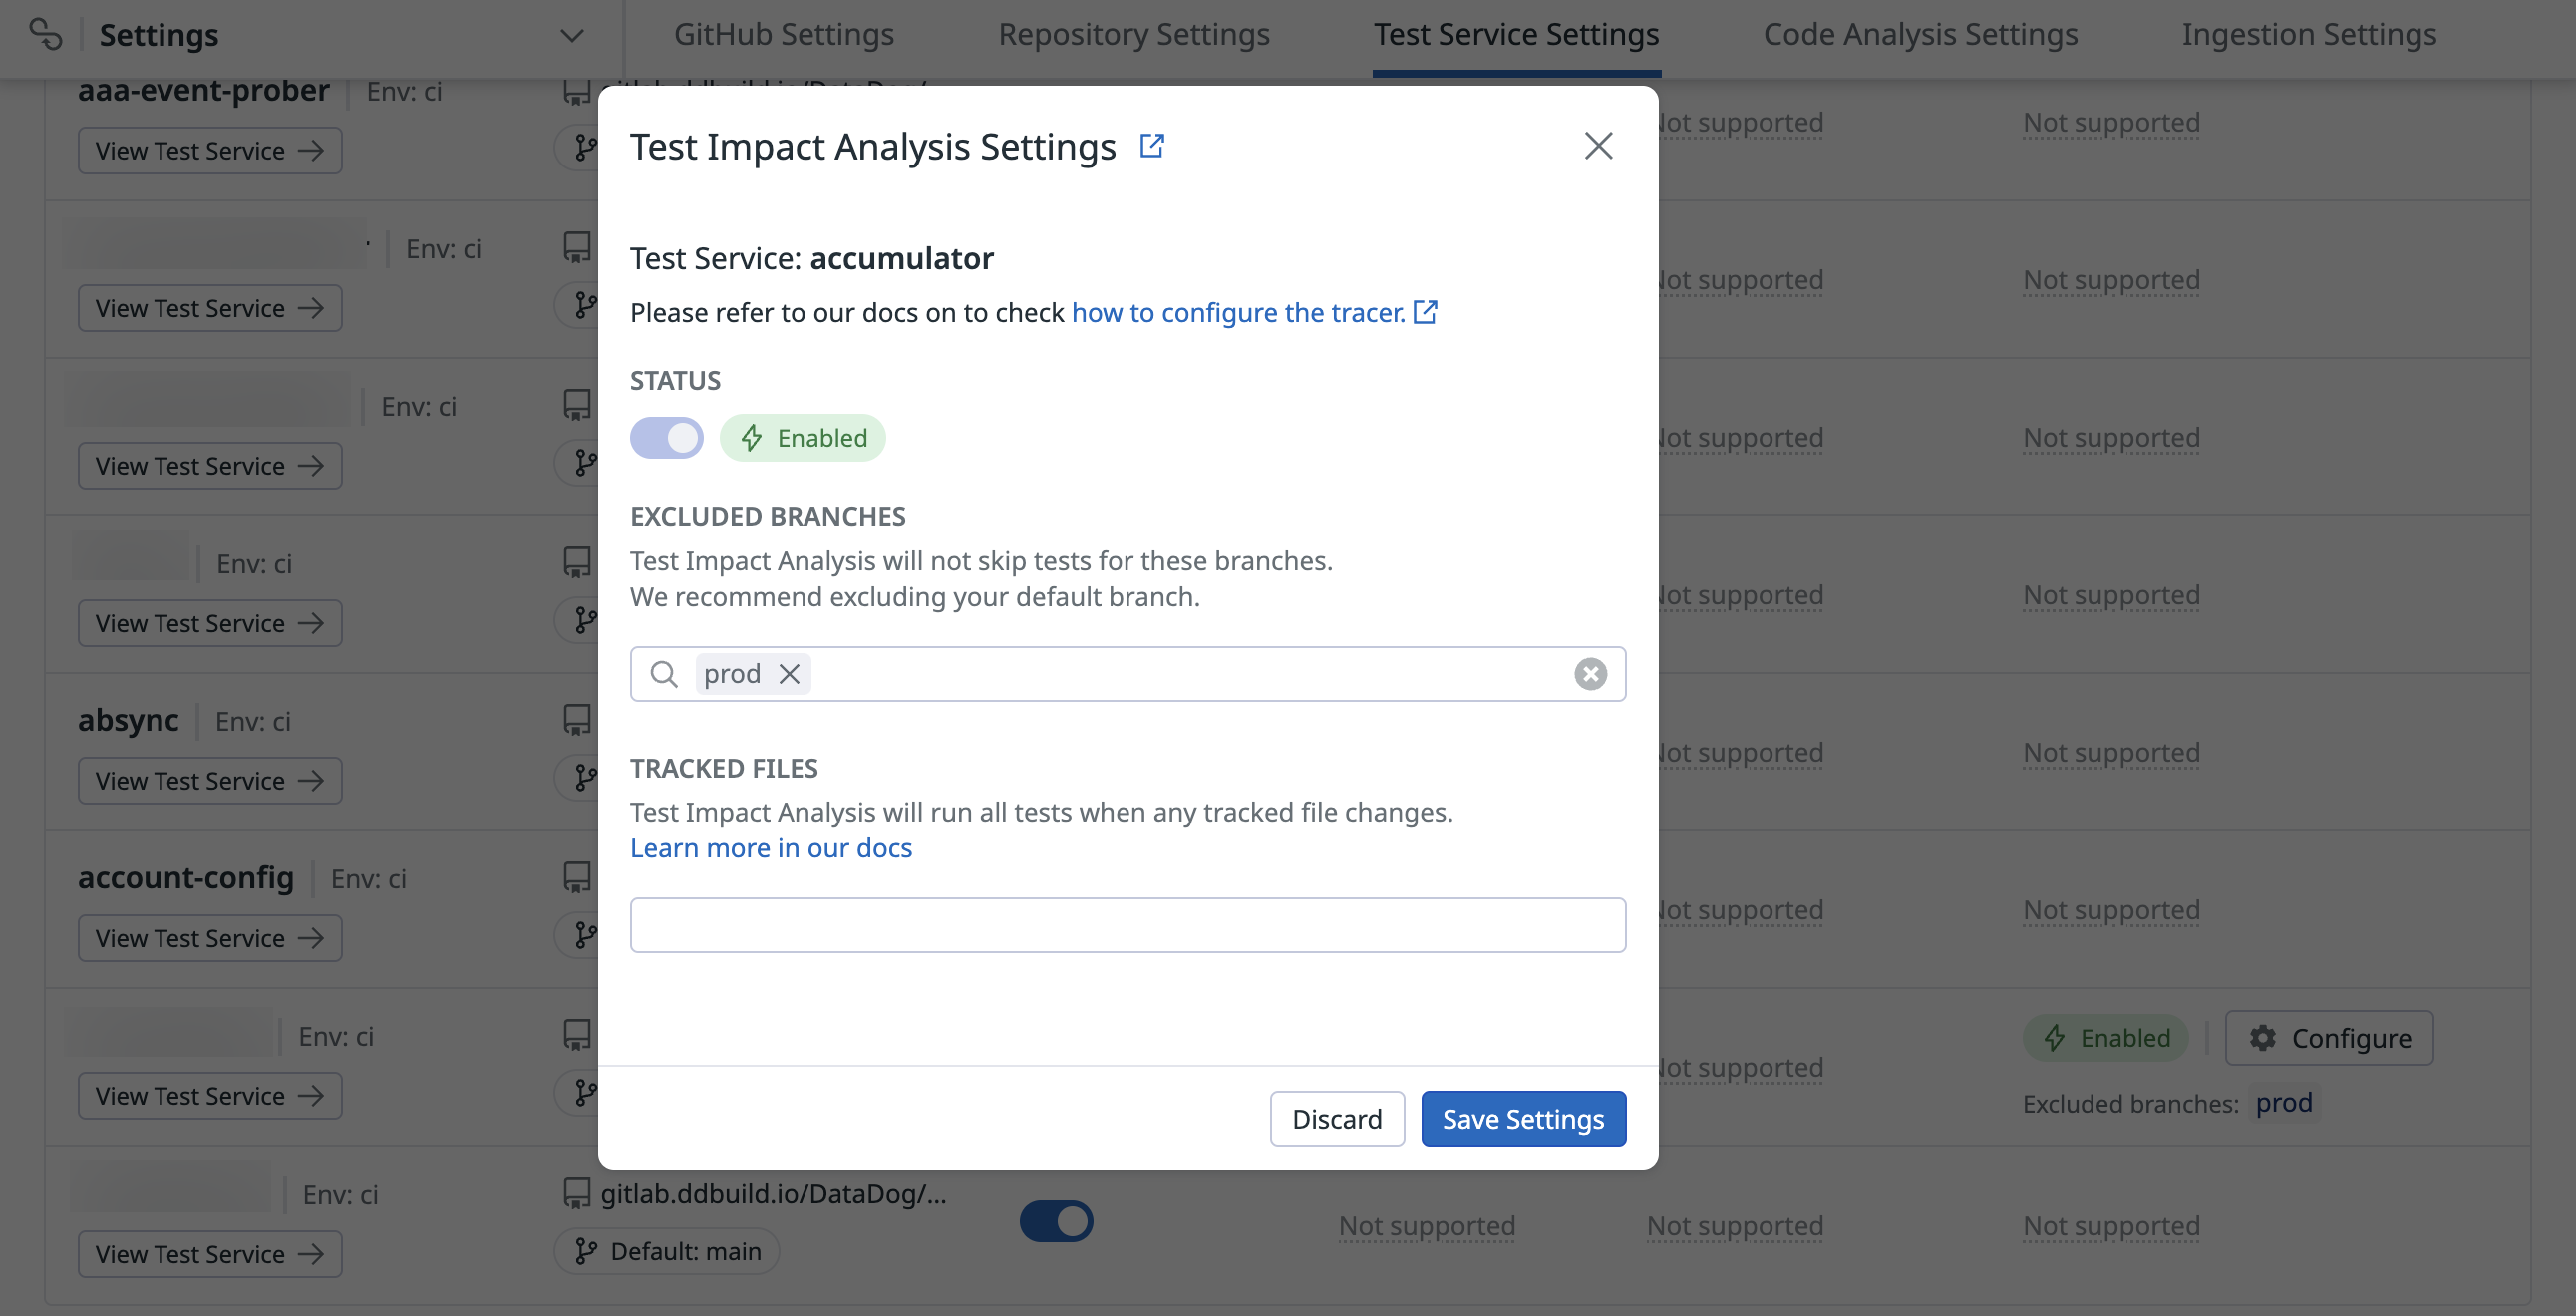 Settings
GitHub Settings
Repository Settings
Test Service Settings
Code Analysis Settings
Ingestion Settings
aaa-event-prober
Env: ci
View Test Service
Not supported
Not supported
Env: ci
View Test Service
Not supported
Not supported
Env: ci
View Test Service
Not supported
Not supported
Env: ci
View Test Service
Not supported
Not supported
absync
Env: ci
View Test Service
Not supported
Not supported
account-config
Env: ci
View Test Service
Not supported
Not supported
Env: ci
View Test Service
Not supported
Enabled
Configure
Excluded branches: prod
Env: ci
View Test Service
gitlab.ddbuild.io/DataDog/...
Default: main
Not supported
Not supported
Not supported
Test Impact Analysis Settings
Test Service: accumulator
Please refer to our docs on to check how to configure the tracer.
STATUS
Enabled
EXCLUDED BRANCHES
Test Impact Analysis will not skip tests for these branches.
We recommend excluding your default branch.
prod
TRACKED FILES
Test Impact Analysis will run all tests when any tracked file changes.
Learn more in our docs
Discard
Save Settings